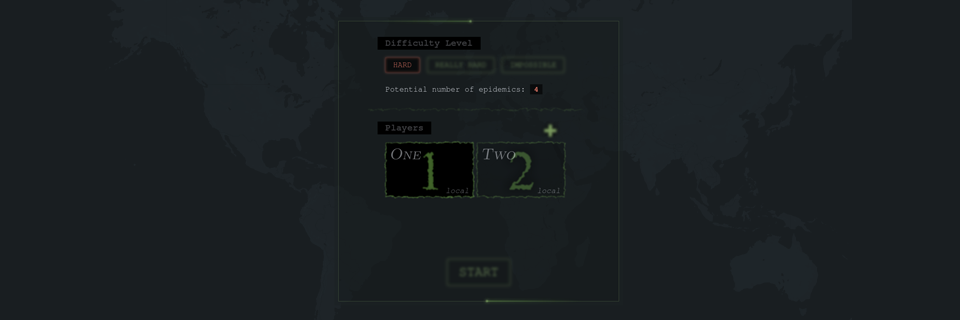 Difficulty Level
HARD REALLY HARD IMPOSSIBLE
Potential number of epidemics: 4
Players
ONE 1 local TWO 2 local
START